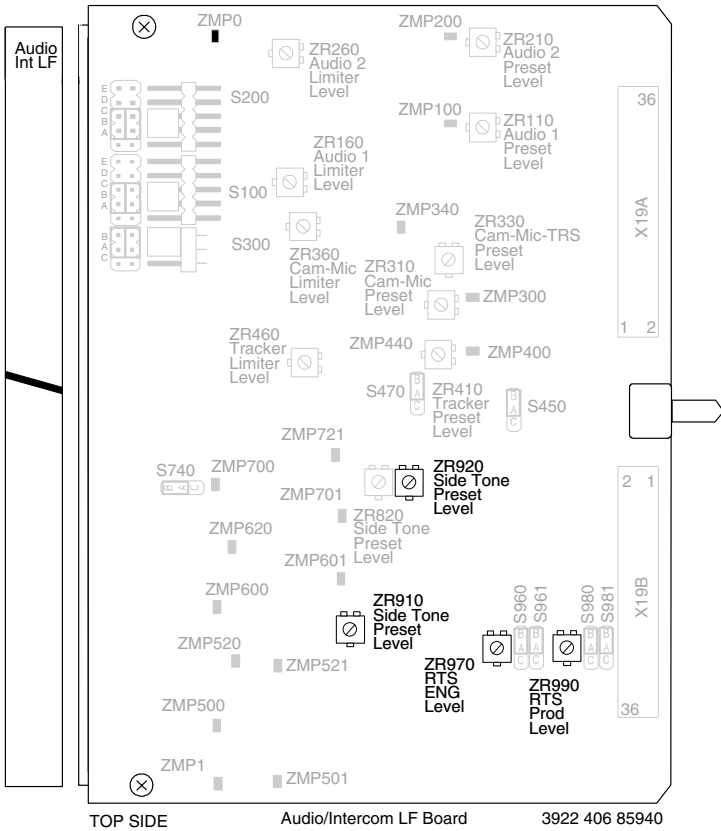 Audio
Int LF
ZMP0
ZR260
Audio 2
Limiter
Level
ZMP200
ZR210
Audio 2
Preset
Level
E
D
C
B
A
S200
ZMP100
ZR110
Audio 1
Preset
Level
36
X19A
1 2
ZR160
Audio 1
Limiter
Level
E
D
C
B
A
S100
B
A
C
S300
ZR360
Cam-Mic
Limiter
Level
ZMP340
ZR330
Cam-Mic-TRS
Preset
Level
ZR310
Cam-Mic
Preset
Level
ZMP300
ZR460
Tracker
Limiter
Level
ZMP440
ZMP400
S470
B
A
C
ZR410
Tracker
Preset
Level
B
A
C
S450
ZMP721
S740
B A C
ZMP700
ZR920
Side Tone
Preset
Level
2 1
ZMP701
ZR820
Side Tone
Preset
Level
ZMP620
ZMP601
ZMP600
ZR910
Side Tone
Preset
Level
S960
S961
S980
S981
X19B
B
A
C
B
A
C
B
A
C
B
A
C
ZMP520
ZMP521
ZR970
RTS
ENG
Level
ZR990
RTS
Prod
Level
36
ZMP500
ZMP1
ZMP501
TOP SIDE
Audio/Intercom LF Board
3922 406 85940